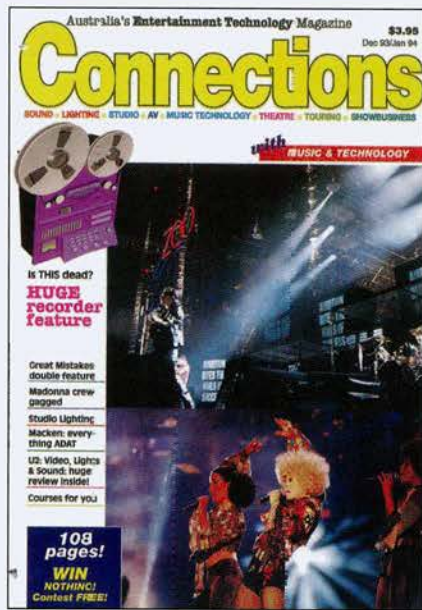 Australia's Entertainment Technology Magazine
$3.95
Dec 93/Jan 94
Connections
SOUND LIGHTING STUDIO AV MUSIC TECHNOLOGY THEATRE TOURING SHOWBUSINESS
with MUSIC & TECHNOLOGY
ZOO
Is THIS dead?
HUGE
recorder
feature
Great Mistakes
double feature
Madonna crew
gagged
Studio Lighting
Macken: every-
thing ADAT
U2: Video, Lights
& Sound: huge
review inside!
Courses for you
108
pages!
WIN
NOTHING!
Contest FREE!